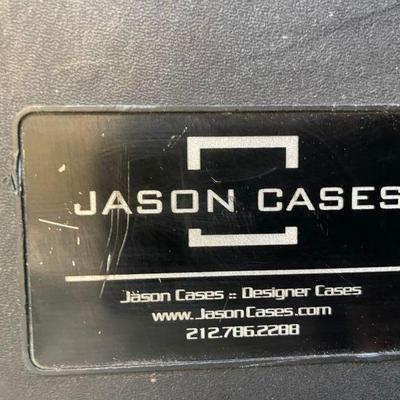 JASON CASES
Jason Cases :: Designer Cases
www.JasonCases.com
212.786.2288